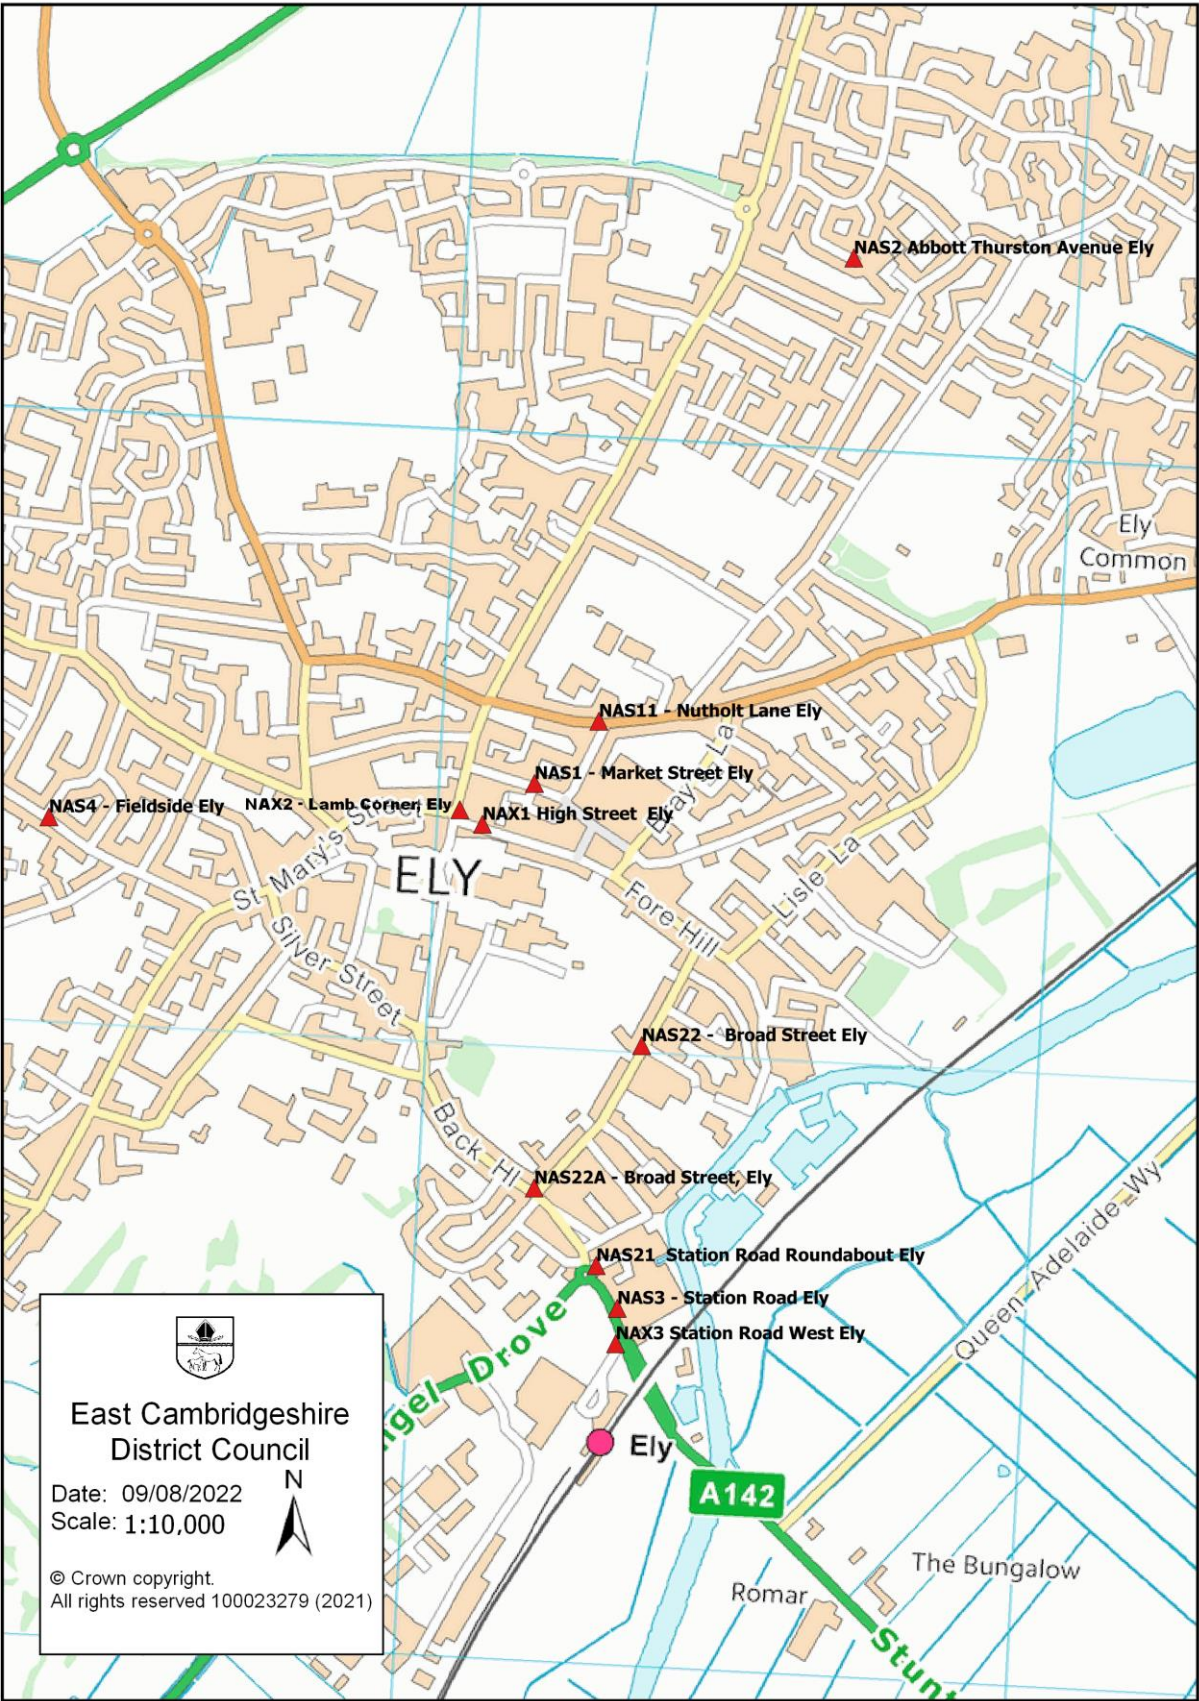 NAS2 Abbott Thurston Avenue Ely
Ely
Common
NAS11 - Nutholt Lane Ely
Brays La
NAS1 - Market Street Ely
NAS4 - Fieldside Ely
NAX2 - Lamb Corner, Ely
NAX1 High Street Ely
St Mary's Street
ELY
Lisle La
Fore Hill
Silver Street
NAS22 - Broad Street Ely
Back Hl
NAS22A - Broad Street, Ely
Queen Adelaide Wy
NAS21 Station Road Roundabout Ely
NAS3 - Station Road Ely
NAX3 Station Road West Ely
ngel Drove
Ely
A142
The Bungalow
Romar
Stunt
East Cambridgeshire
District Council
N
Date: 09/08/2022
Scale: 1:10,000
© Crown copyright.
All rights reserved 100023279 (2021)